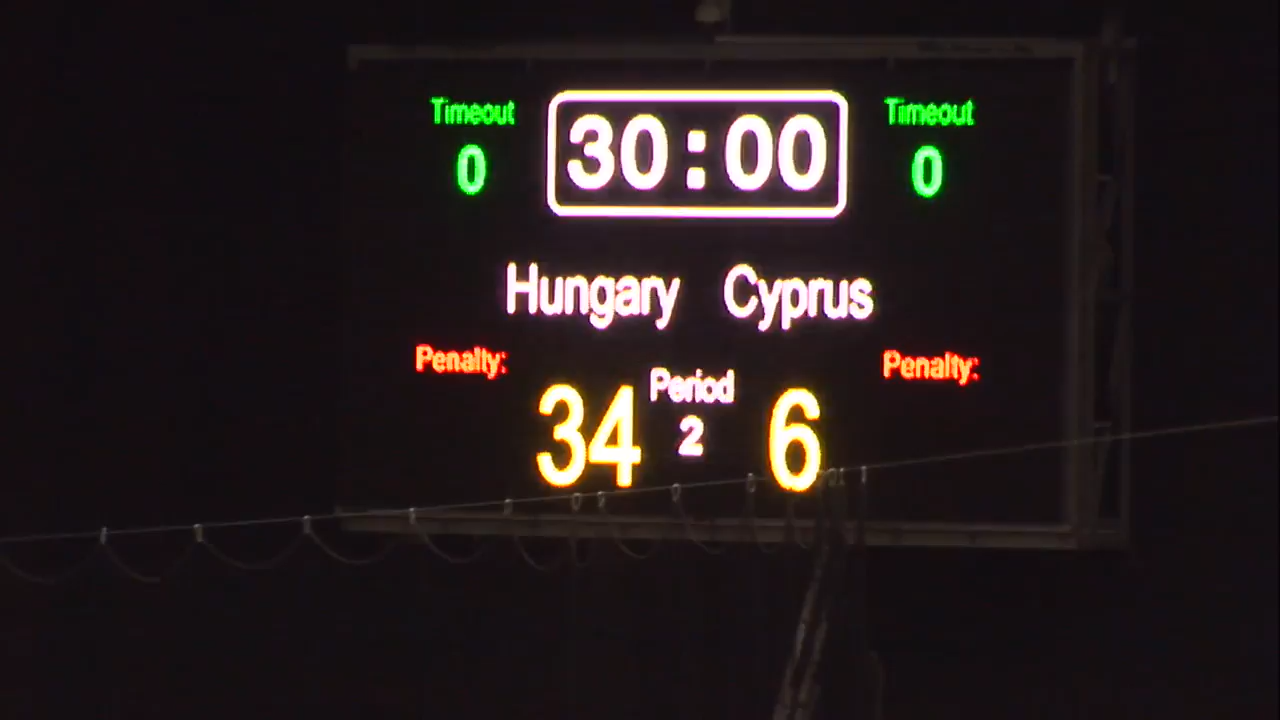 Timeout 30:00 Timeout
0 0
Hungary Cyprus
Penalty: Period Penalty:
34 2 6